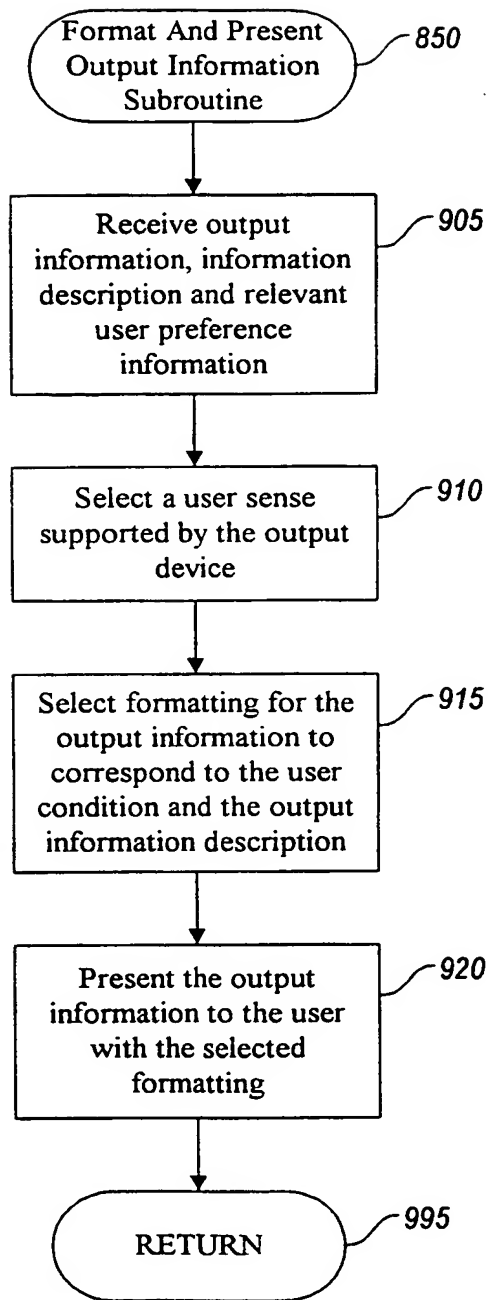 Format And Present
Output Information
Subroutine
850
Receive output
information, information
description and relevant
user preference
information
905
Select a user sense
supported by the output
device
910
Select formatting for the
output information to
correspond to the user
condition and the output
information description
915
Present the output
information to the user
with the selected
formatting
920
RETURN
995